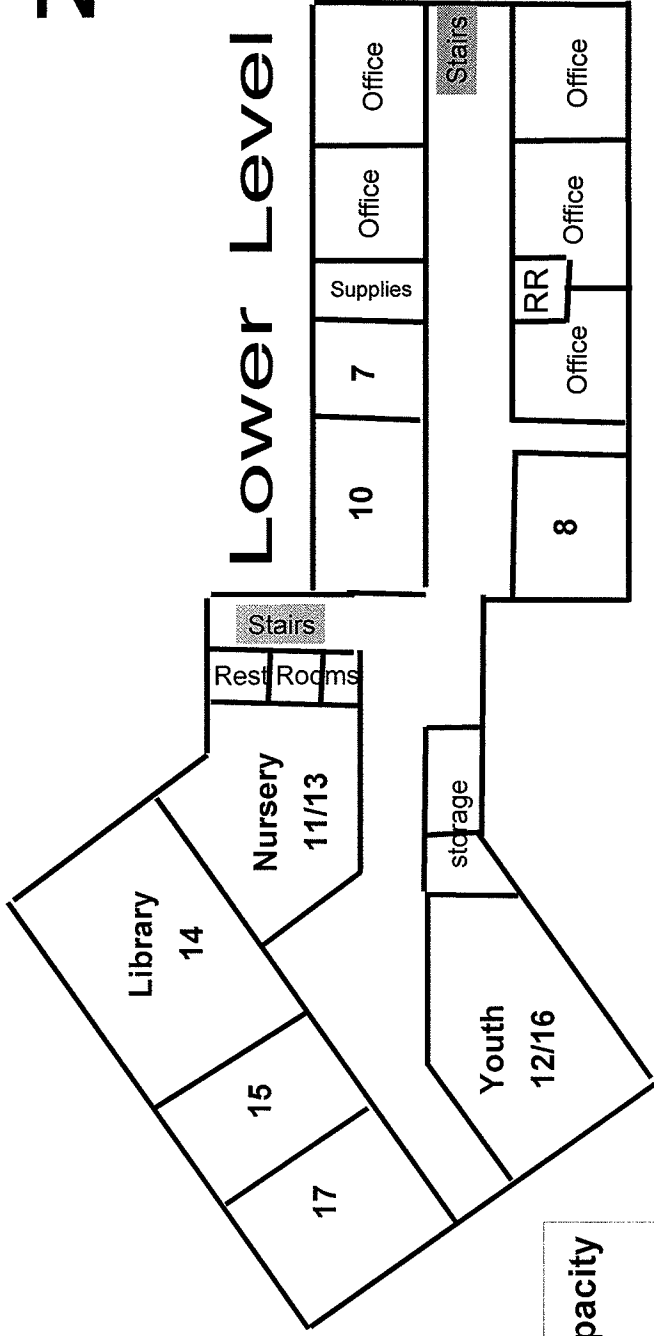 Lower Level
Office
Stairs
Office
Office
Office
Supplies
RR
7
Office
10
8
Stairs
Rest Rooms
Nursery
11/13
storage
Library
14
Youth
12/16
15
17